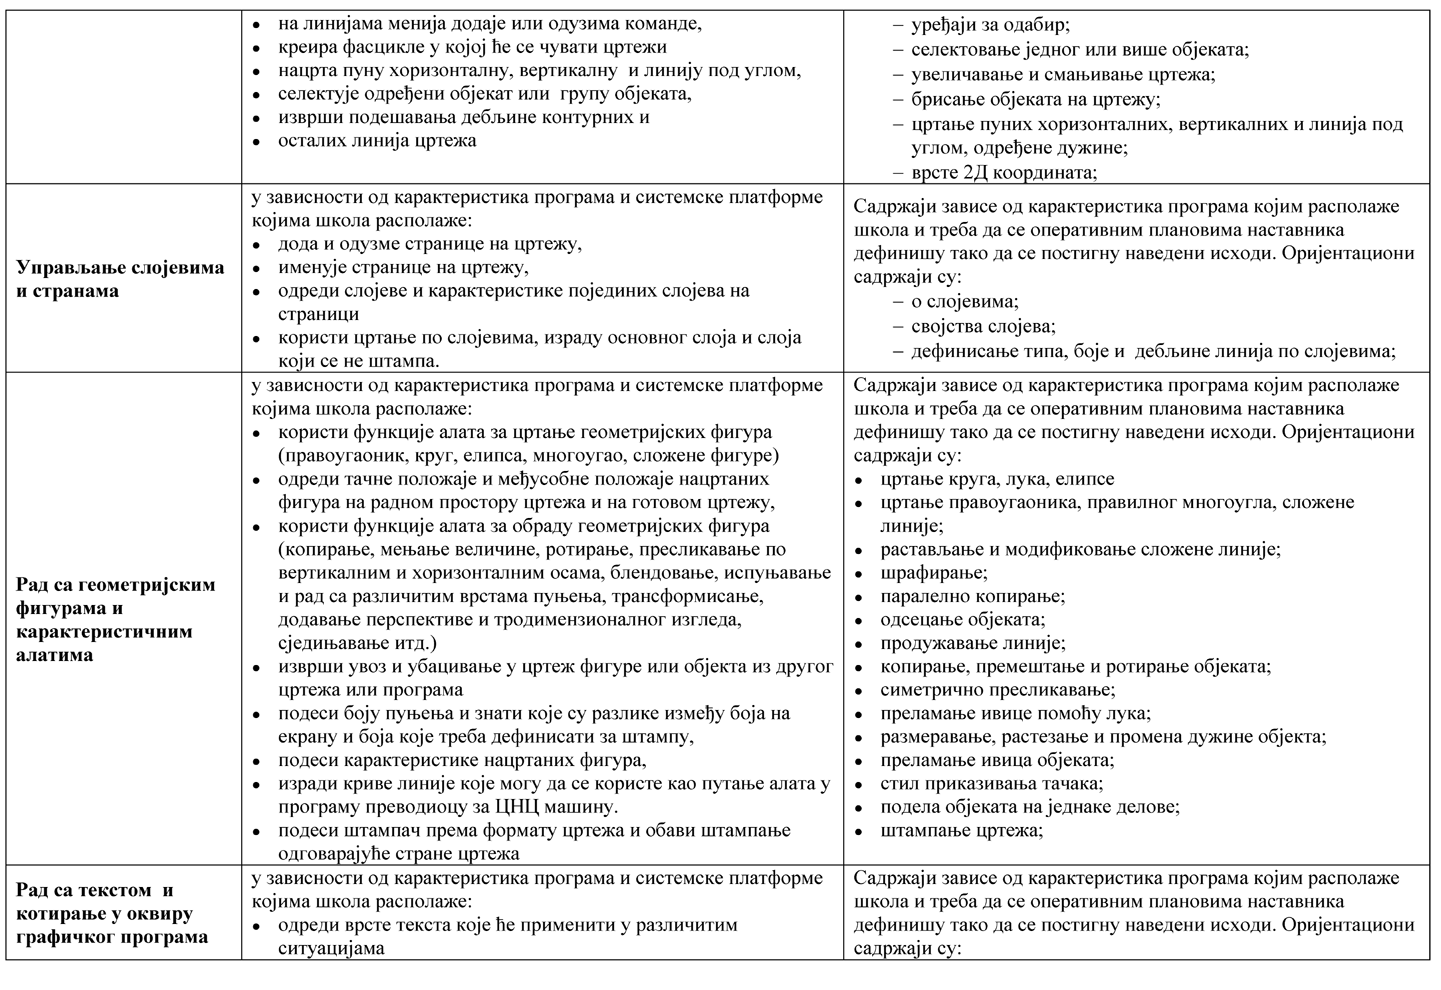 • на линијама менија додаје или одузима команде,
• креира фасцикле у којој ће се чувати цртежи
• нацрта пуну хоризонталну, вертикалну  и линију под углом,
• селектује одређени објекат или  групу објеката,
• изврши подешавања дебљине контурних и
• осталих линија цртежа
– уређаји за одабир;
– селектовање једног или више објеката;
– увеличавање и смањивање цртежа;
– брисање објеката на цртежу;
– цртање пуних хоризонталних, вертикалних и линија под
углом, одређене дужине;
– врсте 2Д координата;
Управљање слојевима
и странама
у зависности од карактеристика програма и системске платформе
којима школа располаже:
• дода и одузме странице на цртежу,
• именује странице на цртежу,
• одреди слојеве и карактеристике појединих слојева на
страници
• користи цртање по слојевима, израду основног слоја и слоја
који се не штампа.
Садржаји зависе од карактеристика програма којим располаже
школа и треба да се оперативним плановима наставника
дефинишу тако да се постигну наведени исходи. Оријентациони
садржаји су:
– о слојевима;
– својства слојева;
– дефинисање типа, боје и  дебљине линија по слојевима;
Рад са геометријским
фигурама и
карактеристичним
алатима
у зависности од карактеристика програма и системске платформе
којима школа располаже:
• користи функције алата за цртање геометријских фигура
(правоугаоник, круг, елипса, многоугао, сложене фигуре)
• одреди тачне положаје и међусобне положаје нацртаних
фигура на радном простору цртежа и на готовом цртежу,
• користи функције алата за обраду геометријских фигура
(копирање, мењање величине, ротирање, пресликавање по
вертикалним и хоризонталним осама, блендовање, испуњавање
и рад са различитим врстама пуњења, трансформисање,
додавање перспективе и тродимензионалног изгледа,
сједињавање итд.)
• изврши увоз и убацивање у цртеж фигуре или објекта из другог
цртежа или програма
• подеси боју пуњења и знати које су разлике између боја на
екрану и боја које треба дефинисати за штампу,
• подеси карактеристике нацртаних фигура,
• изради криве линије које могу да се користе као путање алата у
програму преводиоцу за ЦНЦ машину.
• подеси штампач према формату цртежа и обави штампање
одговарајуће стране цртежа
Садржаји зависе од карактеристика програма којим располаже
школа и треба да се оперативним плановима наставника
дефинишу тако да се постигну наведени исходи. Оријентациони
садржаји су:
• цртање круга, лука, елипсе
• цртање правоугаоника, правилног многоугла, сложене
линије;
• растављање и модификовање сложене линије;
• шрафирање;
• паралелно копирање;
• одсецање објеката;
• продужавање линије;
• копирање, премештање и ротирање објеката;
• симетрично пресликавање;
• преламање ивице помоћу лука;
• размеравање, растезање и промена дужине објекта;
• преламање ивица објеката;
• стил приказивања тачака;
• подела објеката на једнаке делове;
• штампање цртежа;
Рад са текстом  и
котирање у оквиру
графичког програма
у зависности од карактеристика програма и системске платформе
којима школа располаже:
• одреди врсте текста које ће применити у различитим
ситуацијама
Садржаји зависе од карактеристика програма којим располаже
школа и треба да се оперативним плановима наставника
дефинишу тако да се постигну наведени исходи. Оријентациони
садржаји су: